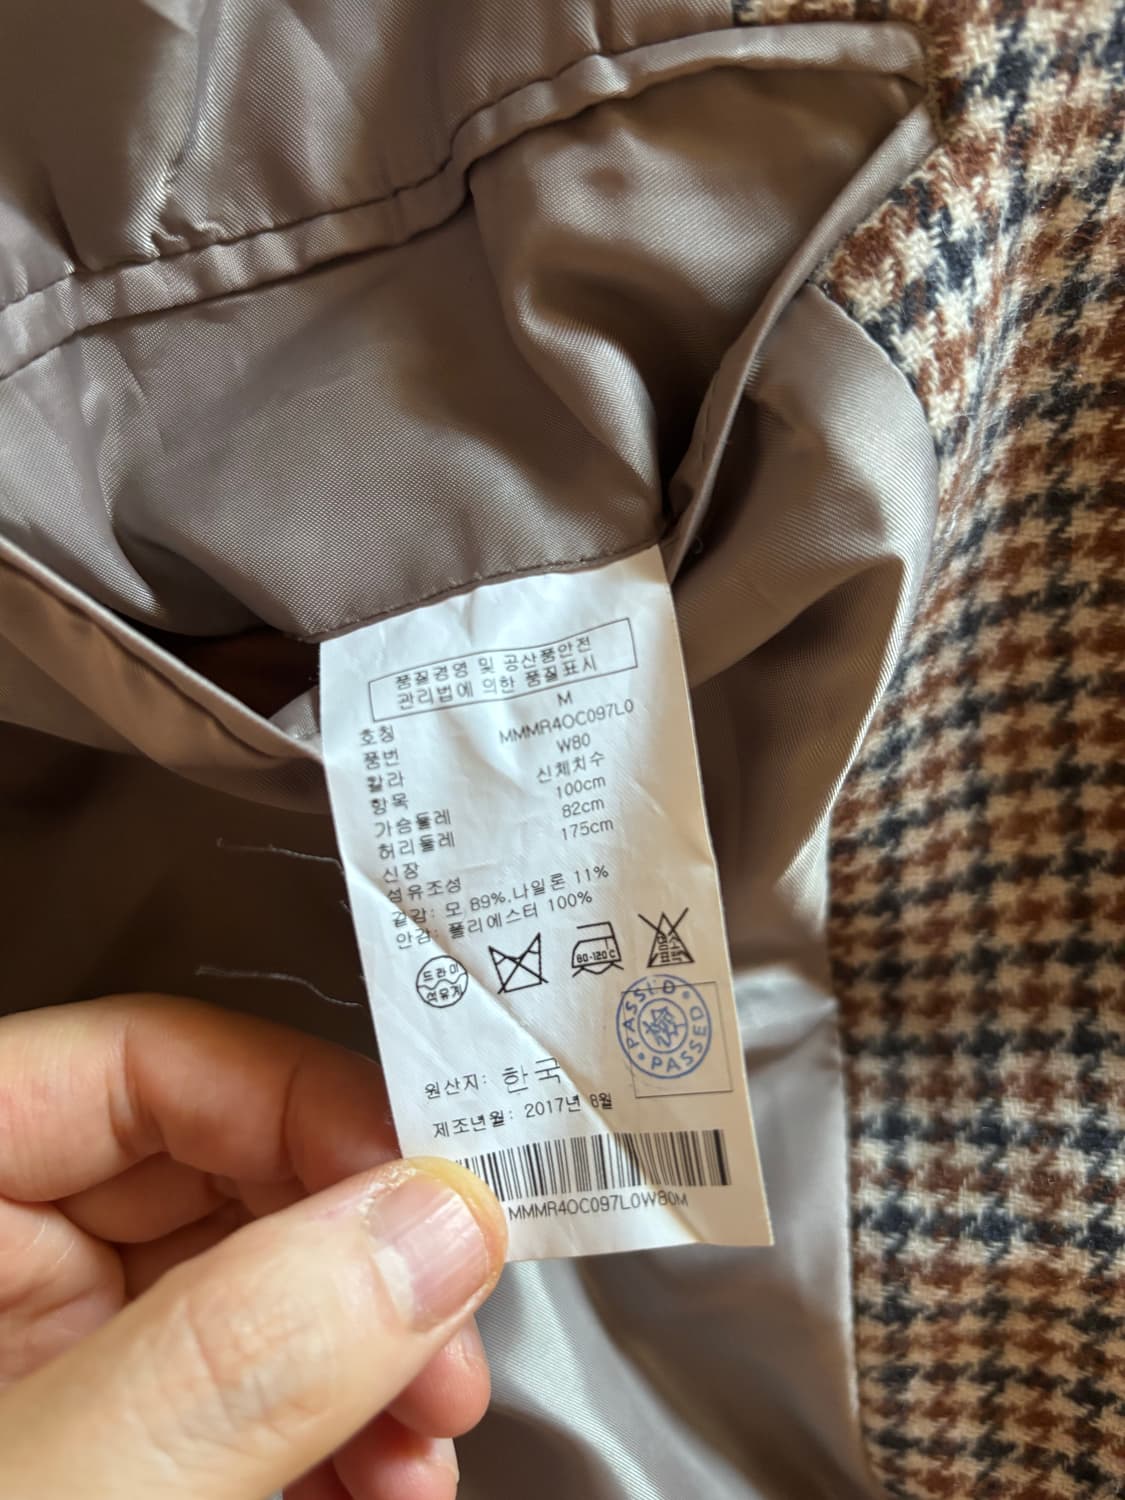 품질경영 및 공산품안전
관리법에 의한 품질표시
호칭 M
품번 MMMR4OC097L0
칼라 W80
항목 신체치수
가슴둘레 100cm
허리둘레 82cm
신장 175cm
섬유조성
겉감: 모 89%,나일론 11%
안감: 폴리에스터 100%
드라이
석유계
80-120℃
PASSED
PASSED
원산지: 한국
제조년월: 2017년 8월
MMMR4OC097L0W80M